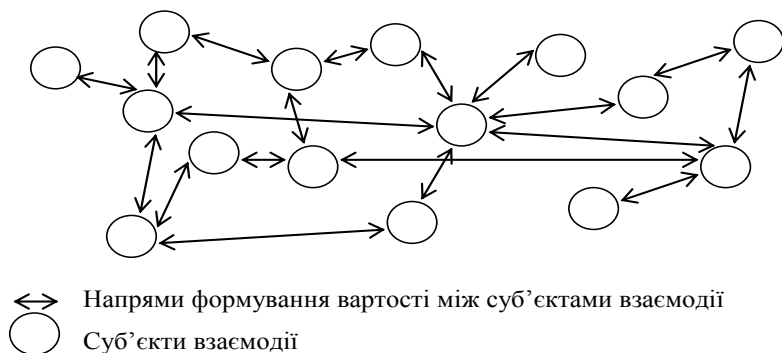 Напрями формування вартості між суб’єктами взаємодії
Суб’єкти взаємодії